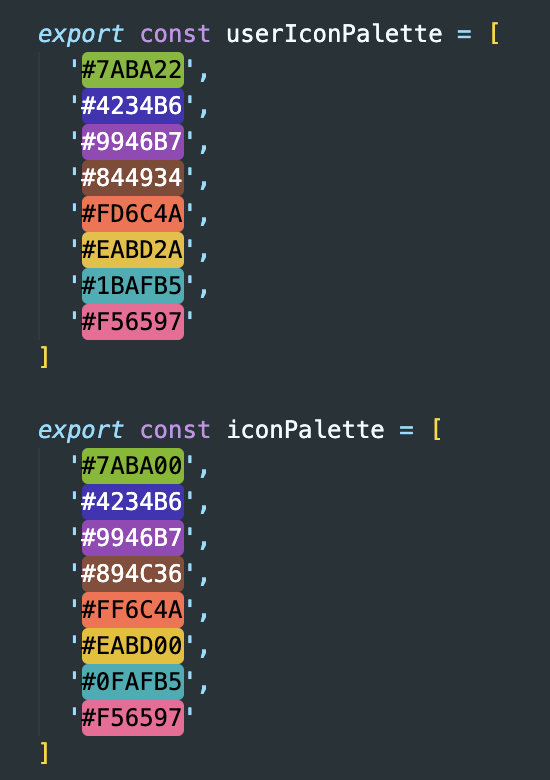 export const userIconPalette = [
'#7ABA22',
'#4234B6',
'#9946B7',
'#844934',
'#FD6C4A',
'#EABD2A',
'#1BAFB5',
'#F56597'
]
export const iconPalette = [
'#7ABA00',
'#4234B6',
'#9946B7',
'#894C36',
'#FF6C4A',
'#EABD00',
'#0FAFB5',
'#F56597'
]